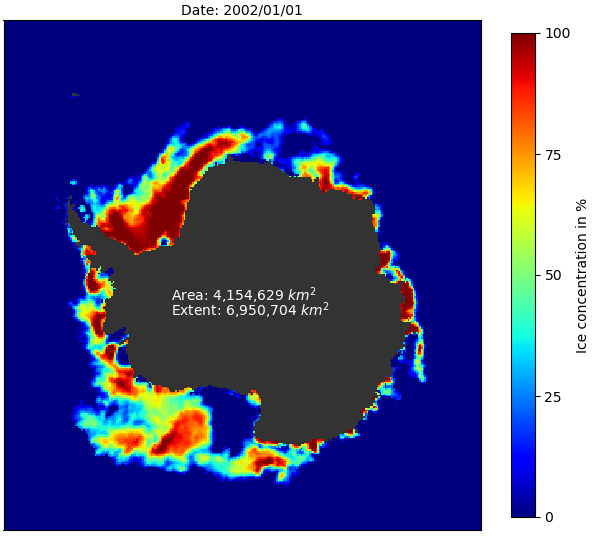 Date: 2002/01/01
100
75
50
25
0
Ice concentration in %
Area: 4,154,629 km²
Extent: 6,950,704 km²